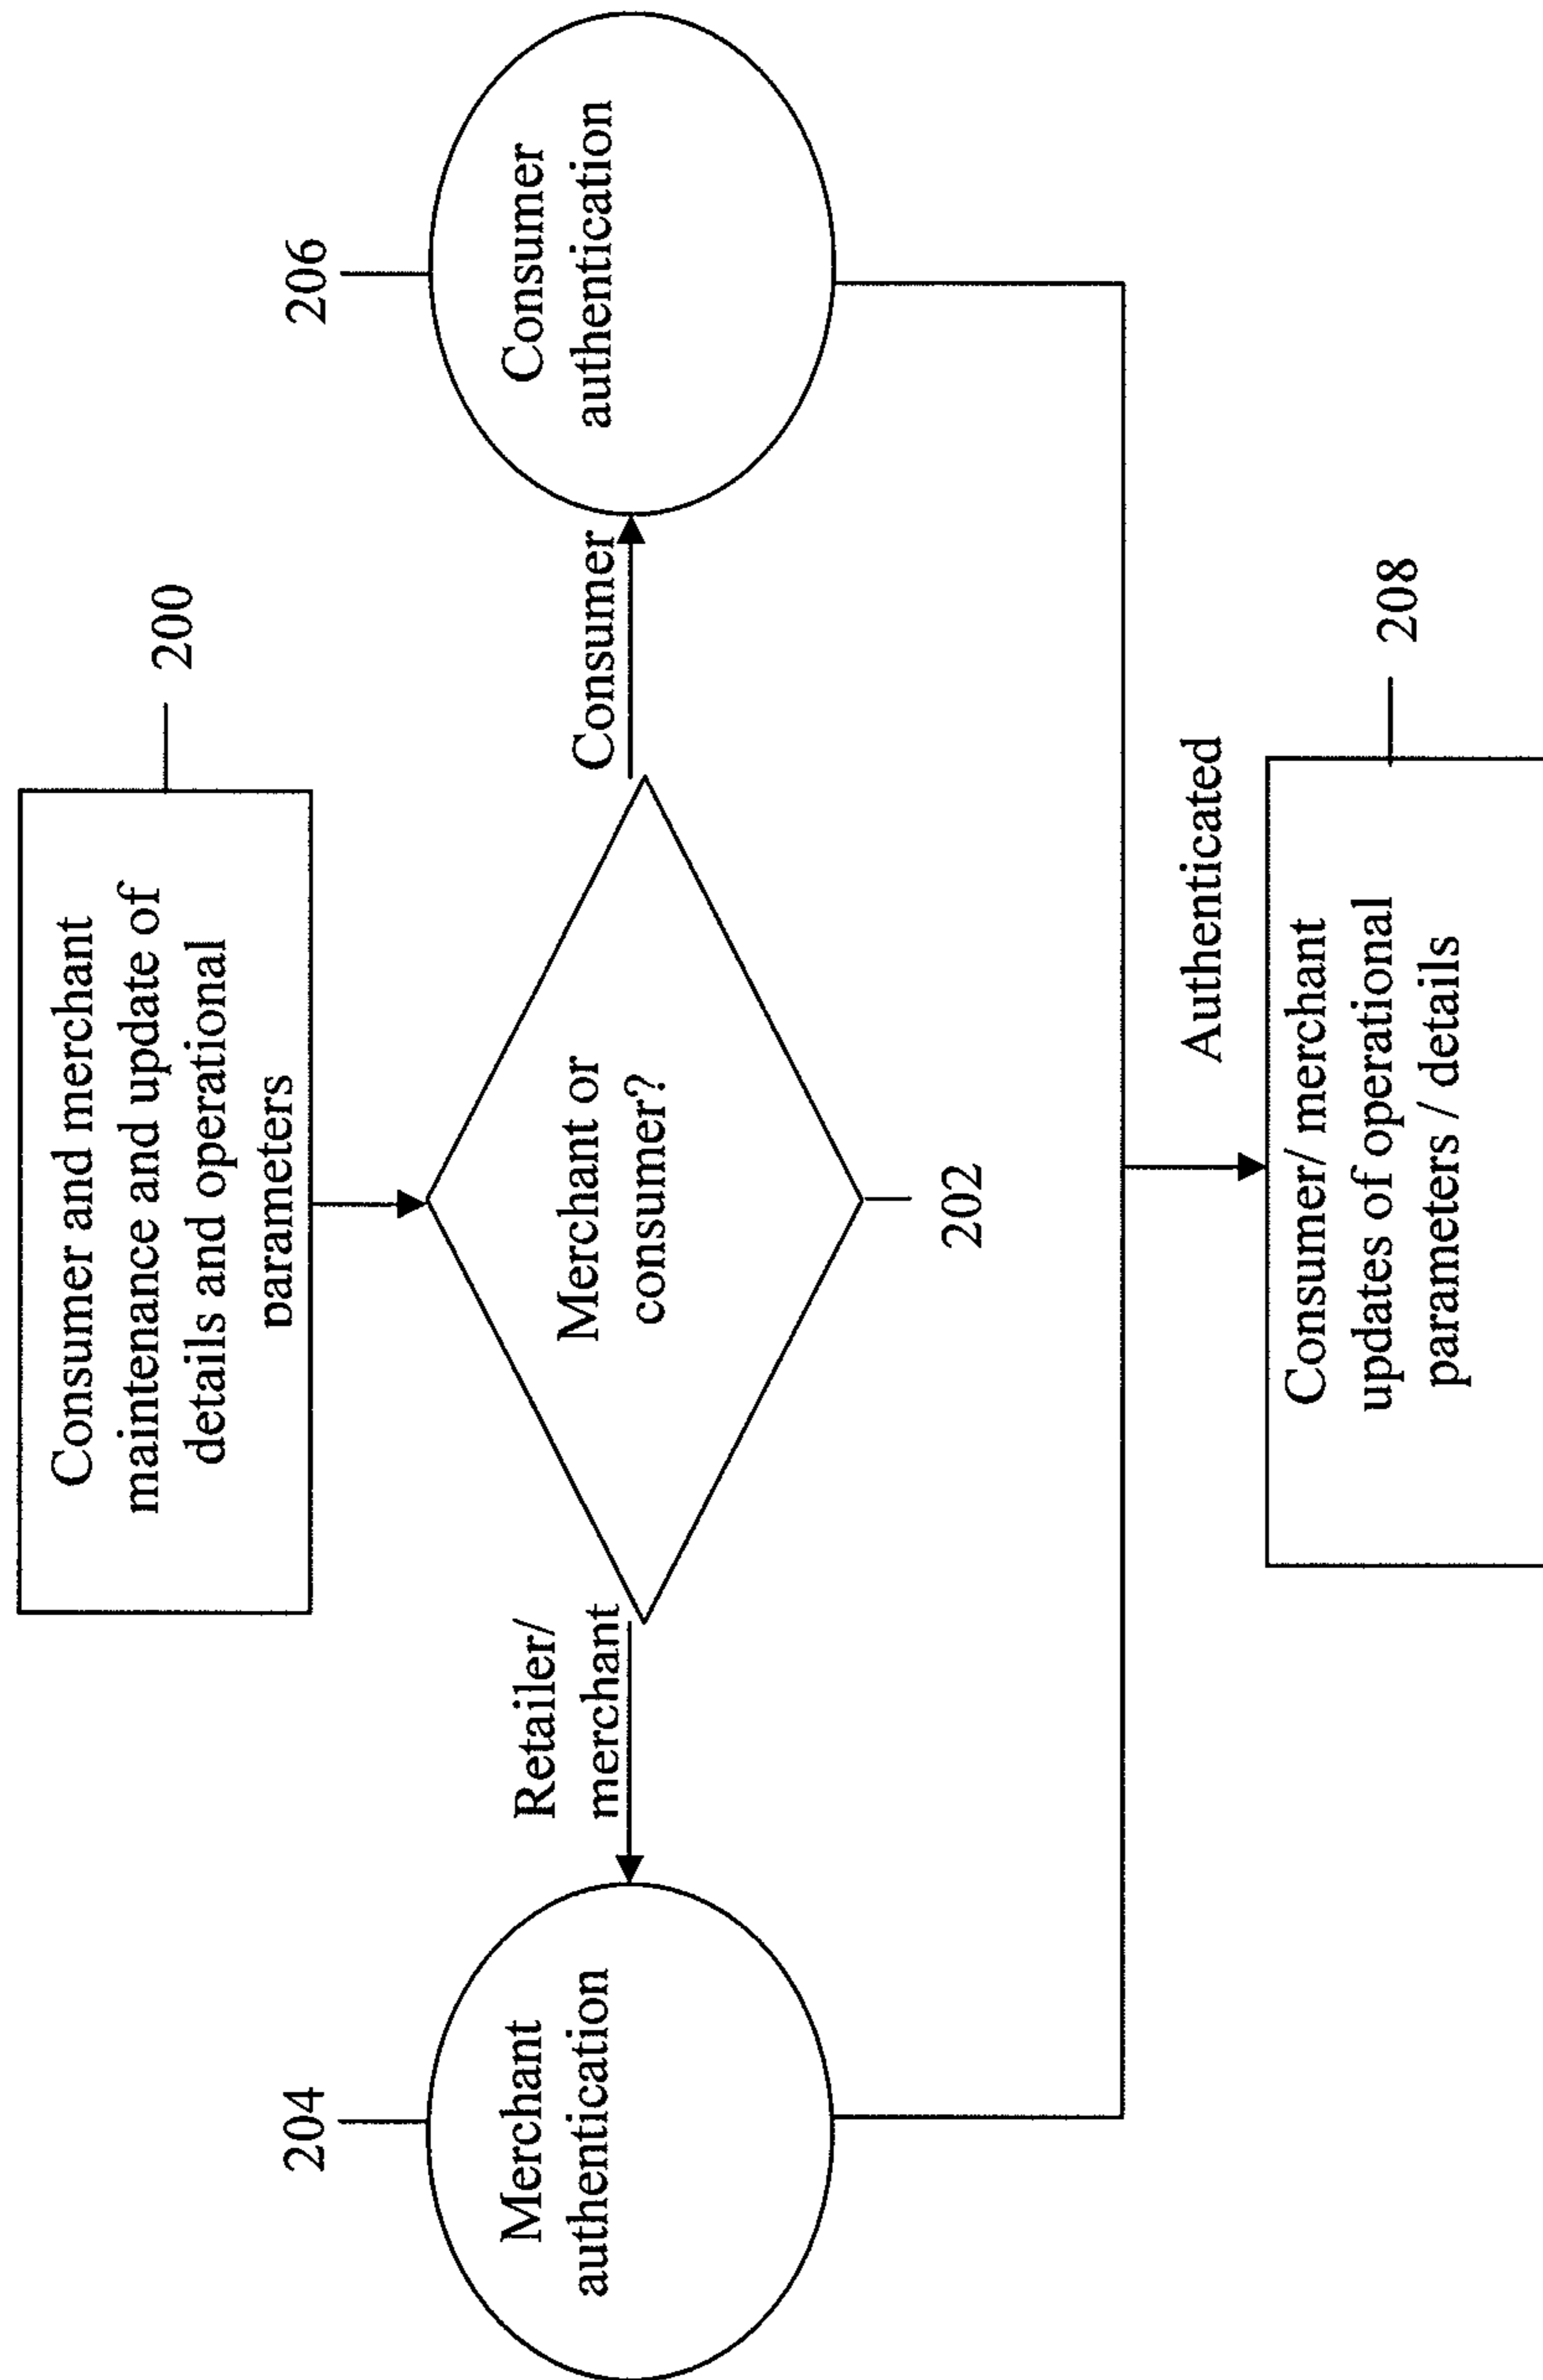 Consumer and merchant
maintenance and update of
details and operational
parameters
200
Merchant or
consumer?
202
Retailer/
merchant
Consumer
204
Merchant
authentication
206
Consumer
authentication
Authenticated
Consumer/ merchant
updates of operational
parameters / details
208